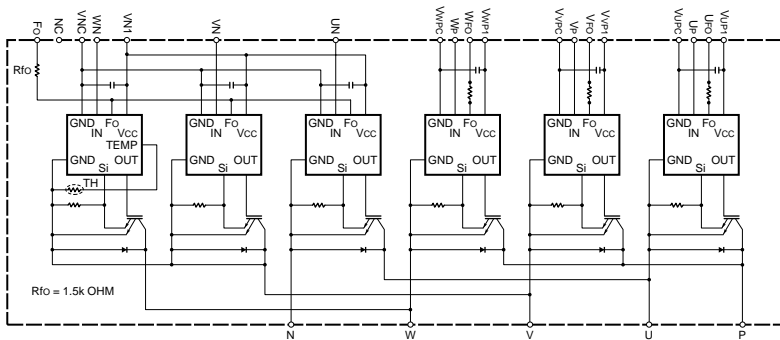 FO NC VNC WN VN1 VN UN VWPC WP WFO VWP1 VVPC VP VFO VVP1 VUPC UP UFO VUP1
RfO
GND FO GND FO GND FO GND FO GND FO GND FO
IN VCC IN VCC IN VCC IN VCC IN VCC IN VCC
TEMP
GND OUT GND OUT GND OUT GND OUT GND OUT GND OUT
Si Si Si Si Si Si
TH
RfO = 1.5k OHM
N W V U P